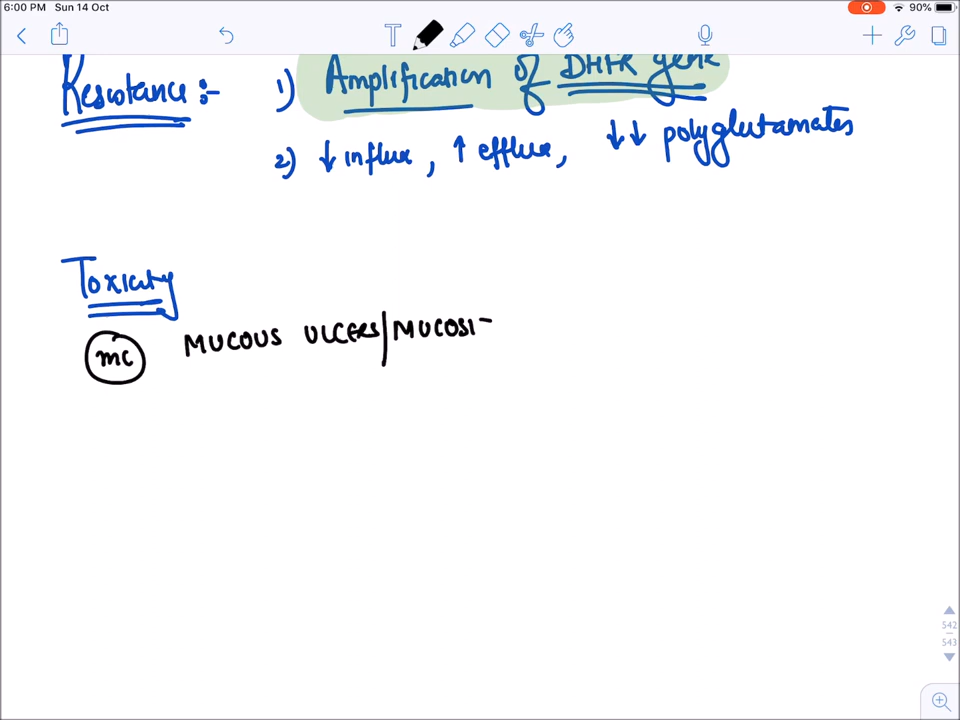 6:00 PM Sun 14 Oct 90%
T
Resistance :- 1) Amplification of DHFR gene
2) ↓ influx, ↑ efflux, ↓↓ polyglutamates
Toxicity
mc MUCOUS ULCERS/MUCOSI
542
543